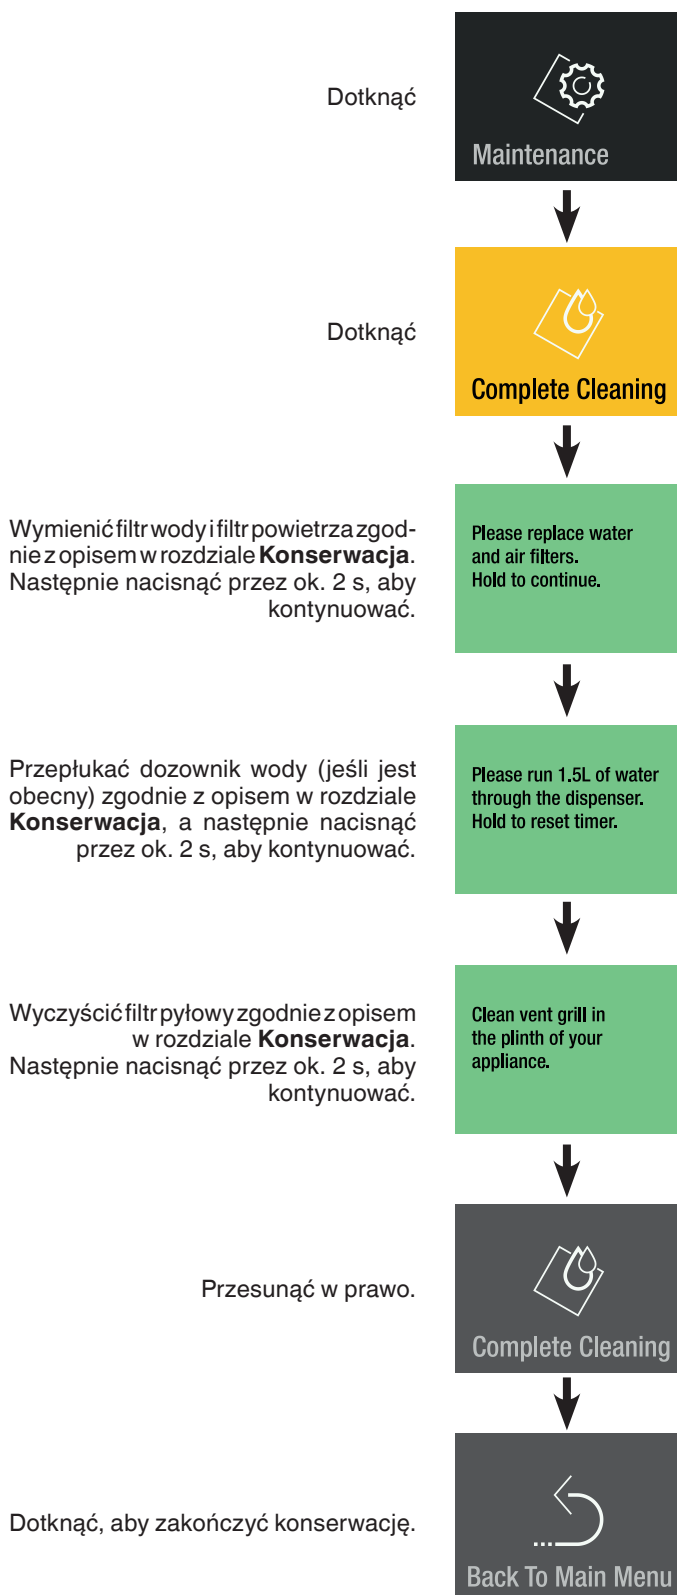 Dotknąć
Maintenance
Dotknąć
Complete Cleaning
Wymienić filtr wody i filtr powietrza zgod-
nie z opisem w rozdziale Konserwacja.
Następnie nacisnąć przez ok. 2 s, aby
kontynuować.
Please replace water
and air filters.
Hold to continue.
Przepłukać dozownik wody (jeśli jest
obecny) zgodnie z opisem w rozdziale
Konserwacja, a następnie nacisnąć
przez ok. 2 s, aby kontynuować.
Please run 1.5L of water
through the dispenser.
Hold to reset timer.
Wyczyścić filtr pyłowy zgodnie z opisem
w rozdziale Konserwacja.
Następnie nacisnąć przez ok. 2 s, aby
kontynuować.
Clean vent grill in
the plinth of your
appliance.
Przesunąć w prawo.
Complete Cleaning
Dotknąć, aby zakończyć konserwację.
Back To Main Menu